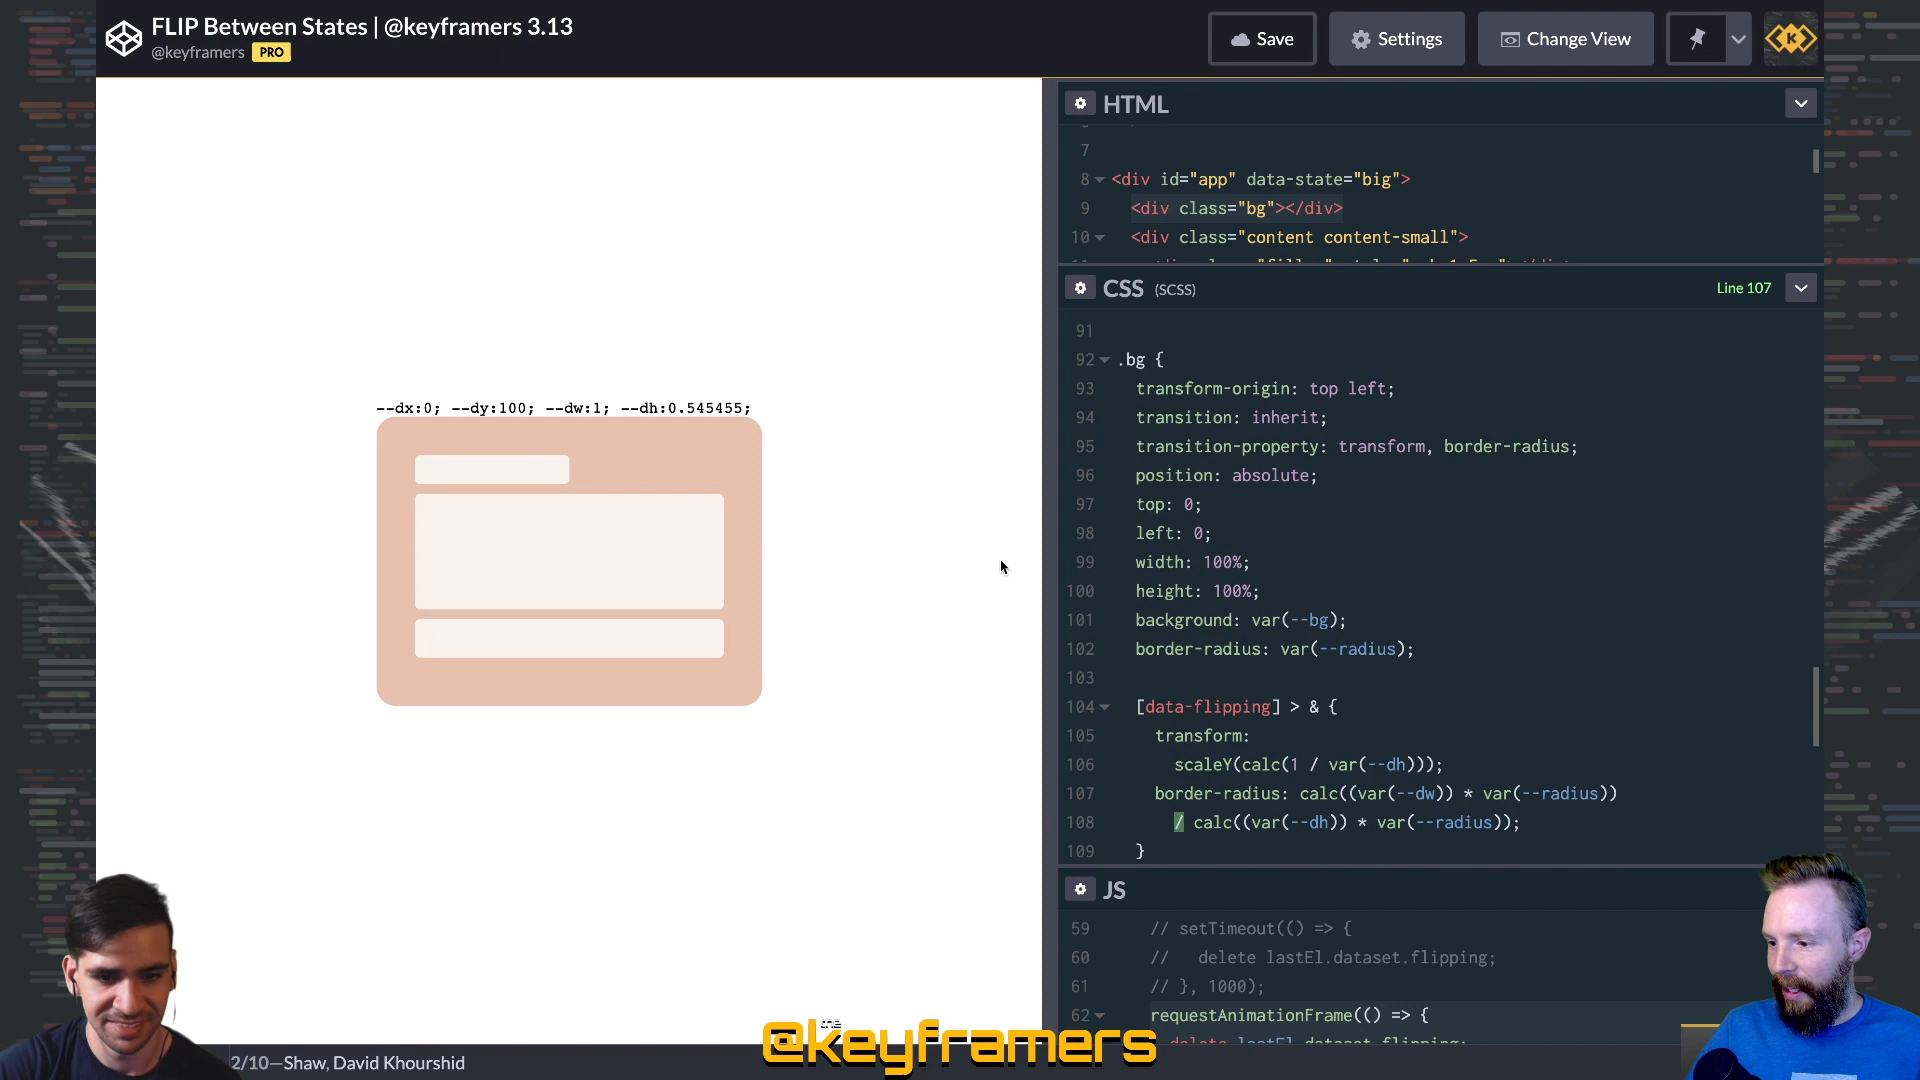 FLIP Between States | @keyframers 3.13
@keyframers PRO
Save
Settings
Change View
K
HTML
7
8 <div id="app" data-state="big">
9 <div class="bg"></div>
10 <div class="content content-small">
CSS (SCSS)
Line 107
91
92 .bg {
93 transform-origin: top left;
94 transition: inherit;
95 transition-property: transform, border-radius;
96 position: absolute;
97 top: 0;
98 left: 0;
99 width: 100%;
100 height: 100%;
101 background: var(--bg);
102 border-radius: var(--radius);
103
104 [data-flipping] > & {
105 transform:
106 scaleY(calc(1 / var(--dh)));
107 border-radius: calc((var(--dw)) * var(--radius))
108 / calc((var(--dh)) * var(--radius));
109 }
--dx:0; --dy:100; --dw:1; --dh:0.545455;
JS
59 // setTimeout(() => {
60 // delete lastEl.dataset.flipping;
61 // }, 1000);
62 requestAnimationFrame(() => {
delete lastEl.dataset.flipping;
2/10—Shaw, David Khourshid
the
@keyframers